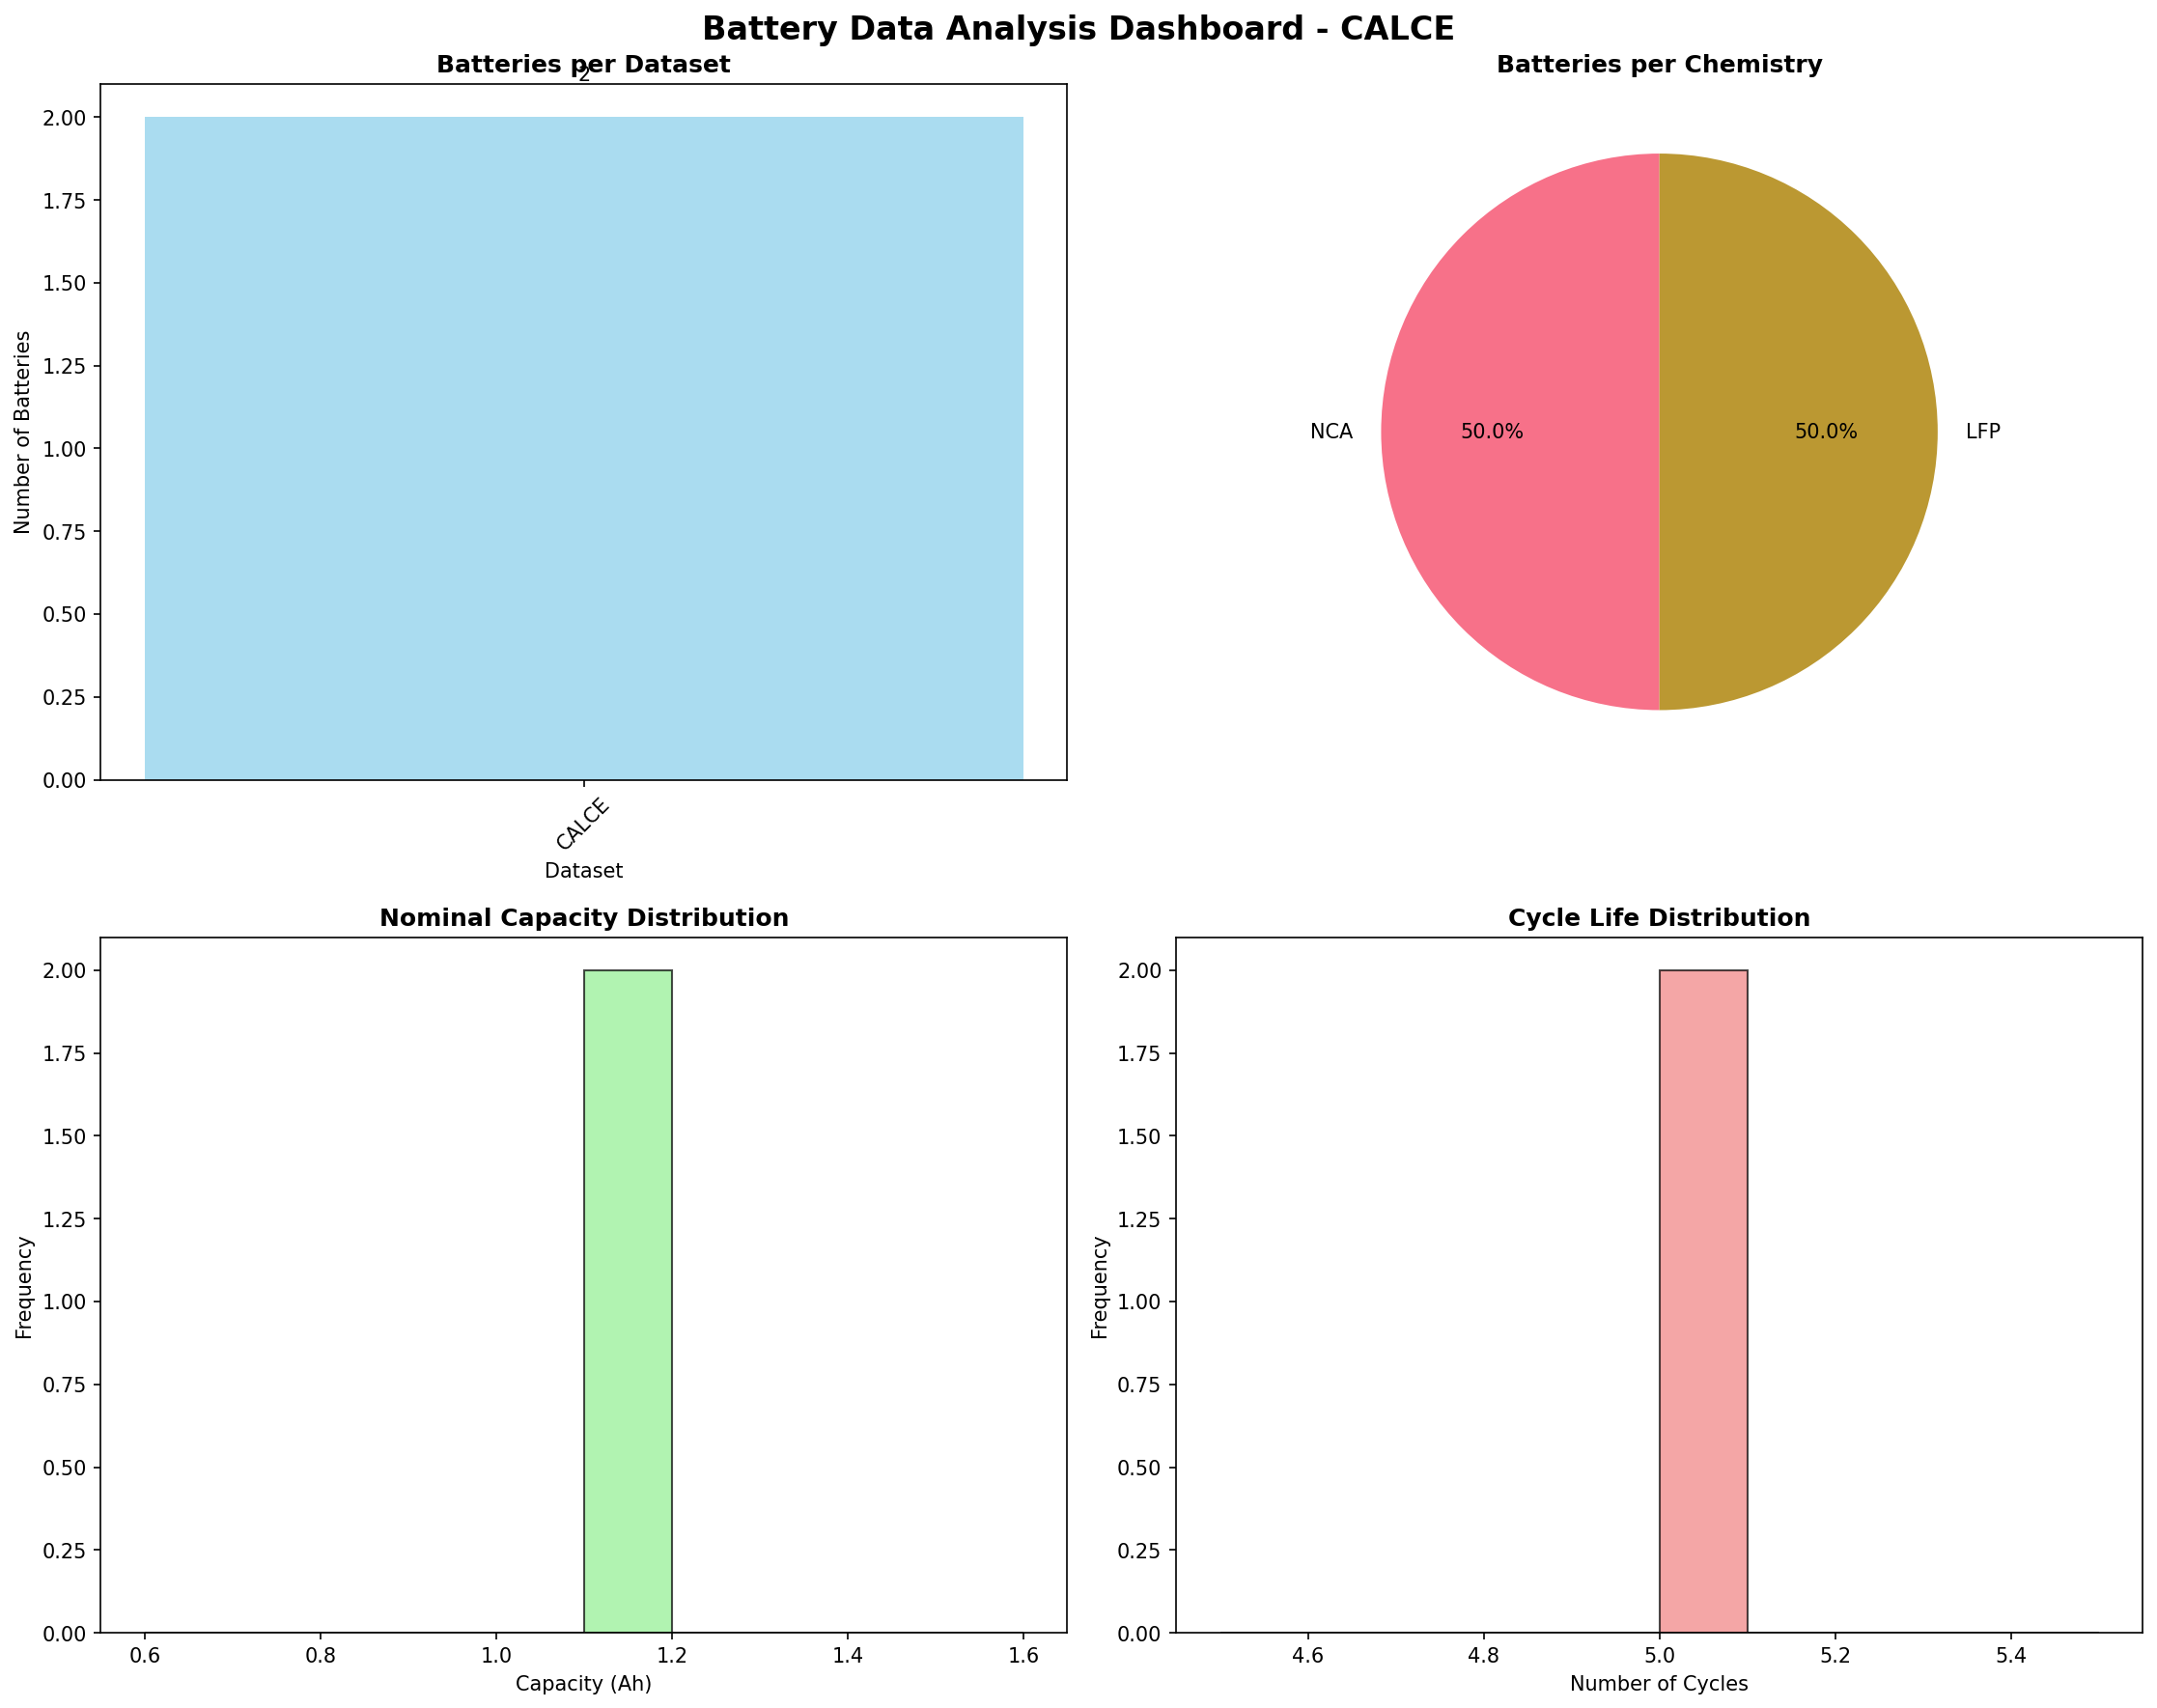 Battery Data Analysis Dashboard - CALCE
Batteries per Dataset
2
Number of Batteries
2.00
1.75
1.50
1.25
1.00
0.75
0.50
0.25
0.00
CALCE
Dataset
Batteries per Chemistry
NCA
50.0%
50.0%
LFP
Nominal Capacity Distribution
Frequency
2.00
1.75
1.50
1.25
1.00
0.75
0.50
0.25
0.00
0.6 0.8 1.0 1.2 1.4 1.6
Capacity (Ah)
Cycle Life Distribution
Frequency
2.00
1.75
1.50
1.25
1.00
0.75
0.50
0.25
0.00
4.6 4.8 5.0 5.2 5.4
Number of Cycles